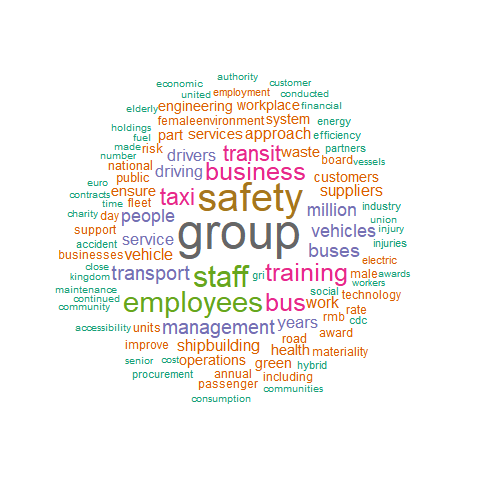 authority
economic customer
united employment conducted
elderly engineering workplace financial
holdings female environment system energy
fuel part services approach efficiency
made risk drivers transit waste partners
number national driving business board vessels
public customers
euro ensure taxi safety suppliers
contracts
time fleet million industry
charity day people group vehicles union
support service injury
accident buses injuries
businesses vehicle electric
close transport staff gri training male awards
kingdom workers
maintenance social
continued employees bus work technology
community rate
accessibility units management years rmb cdc
improve shipbuilding road award
health materiality
senior cost operations green hybrid
procurement annual including
passenger communities
consumption